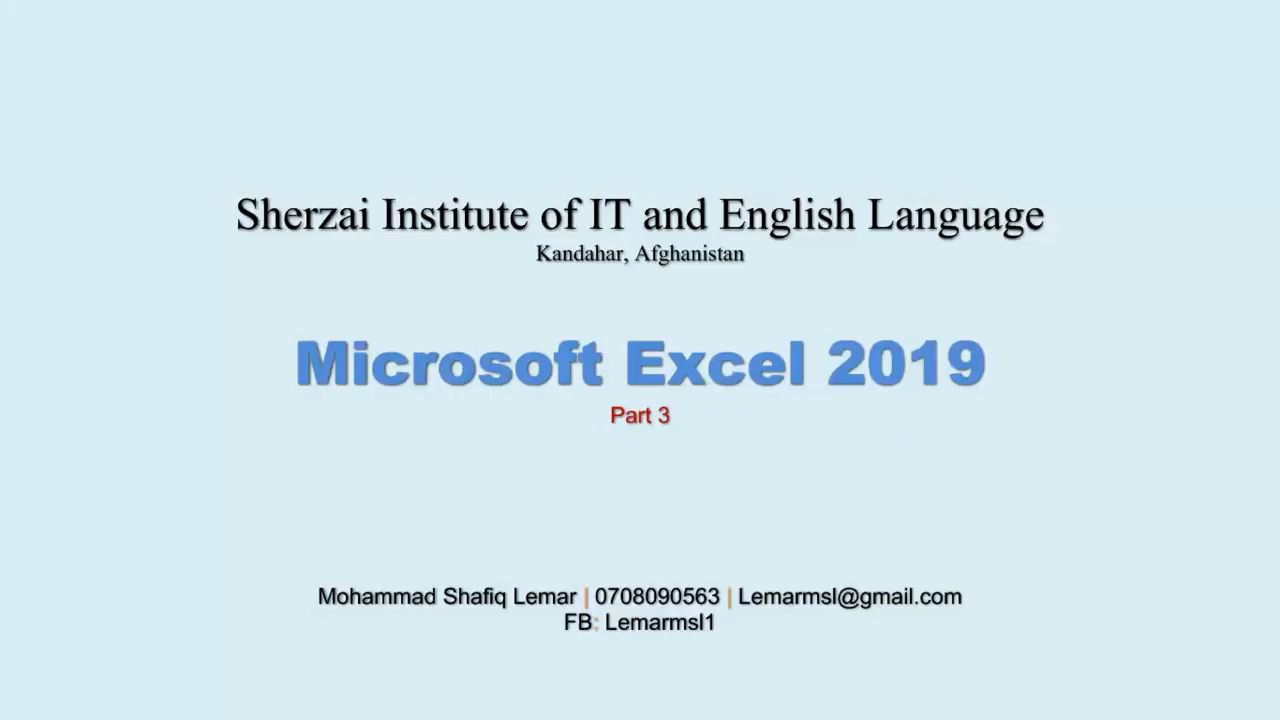 Sherzai Institute of IT and English Language
Kandahar, Afghanistan
Microsoft Excel 2019
Part 3
Mohammad Shafiq Lemar | 0708090563 | Lemarmsl@gmail.com
FB: Lemarmsl1